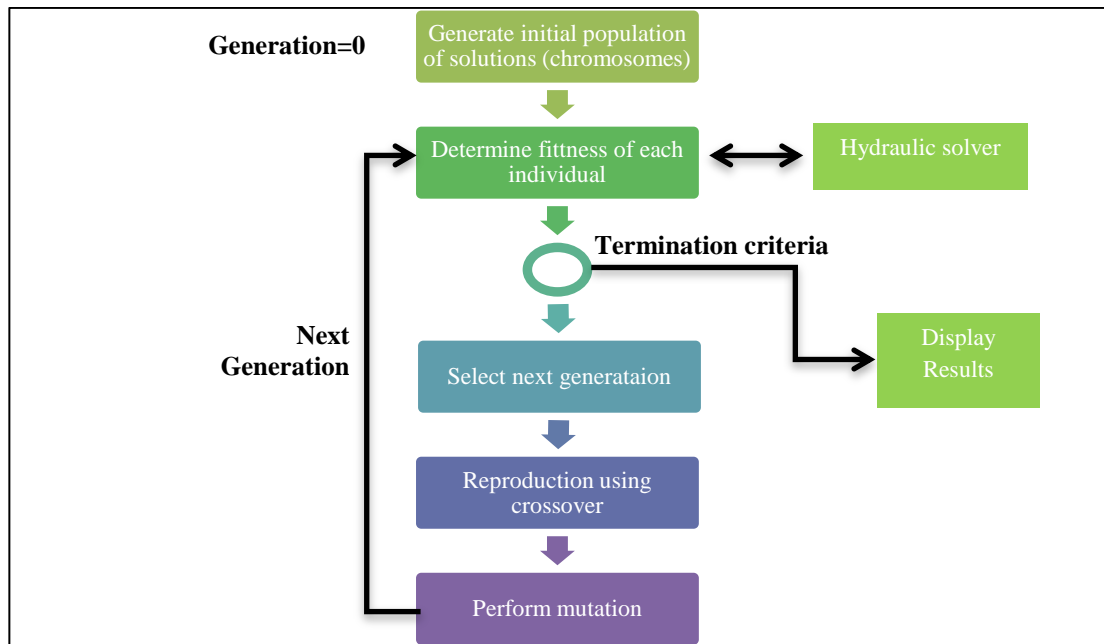 Generation=0
Generate initial population
of solutions (chromosomes)
Determine fittness of each
individual
Hydraulic solver
Termination criteria
Next
Generation
Select next generataion
Display
Results
Reproduction using
crossover
Perform mutation